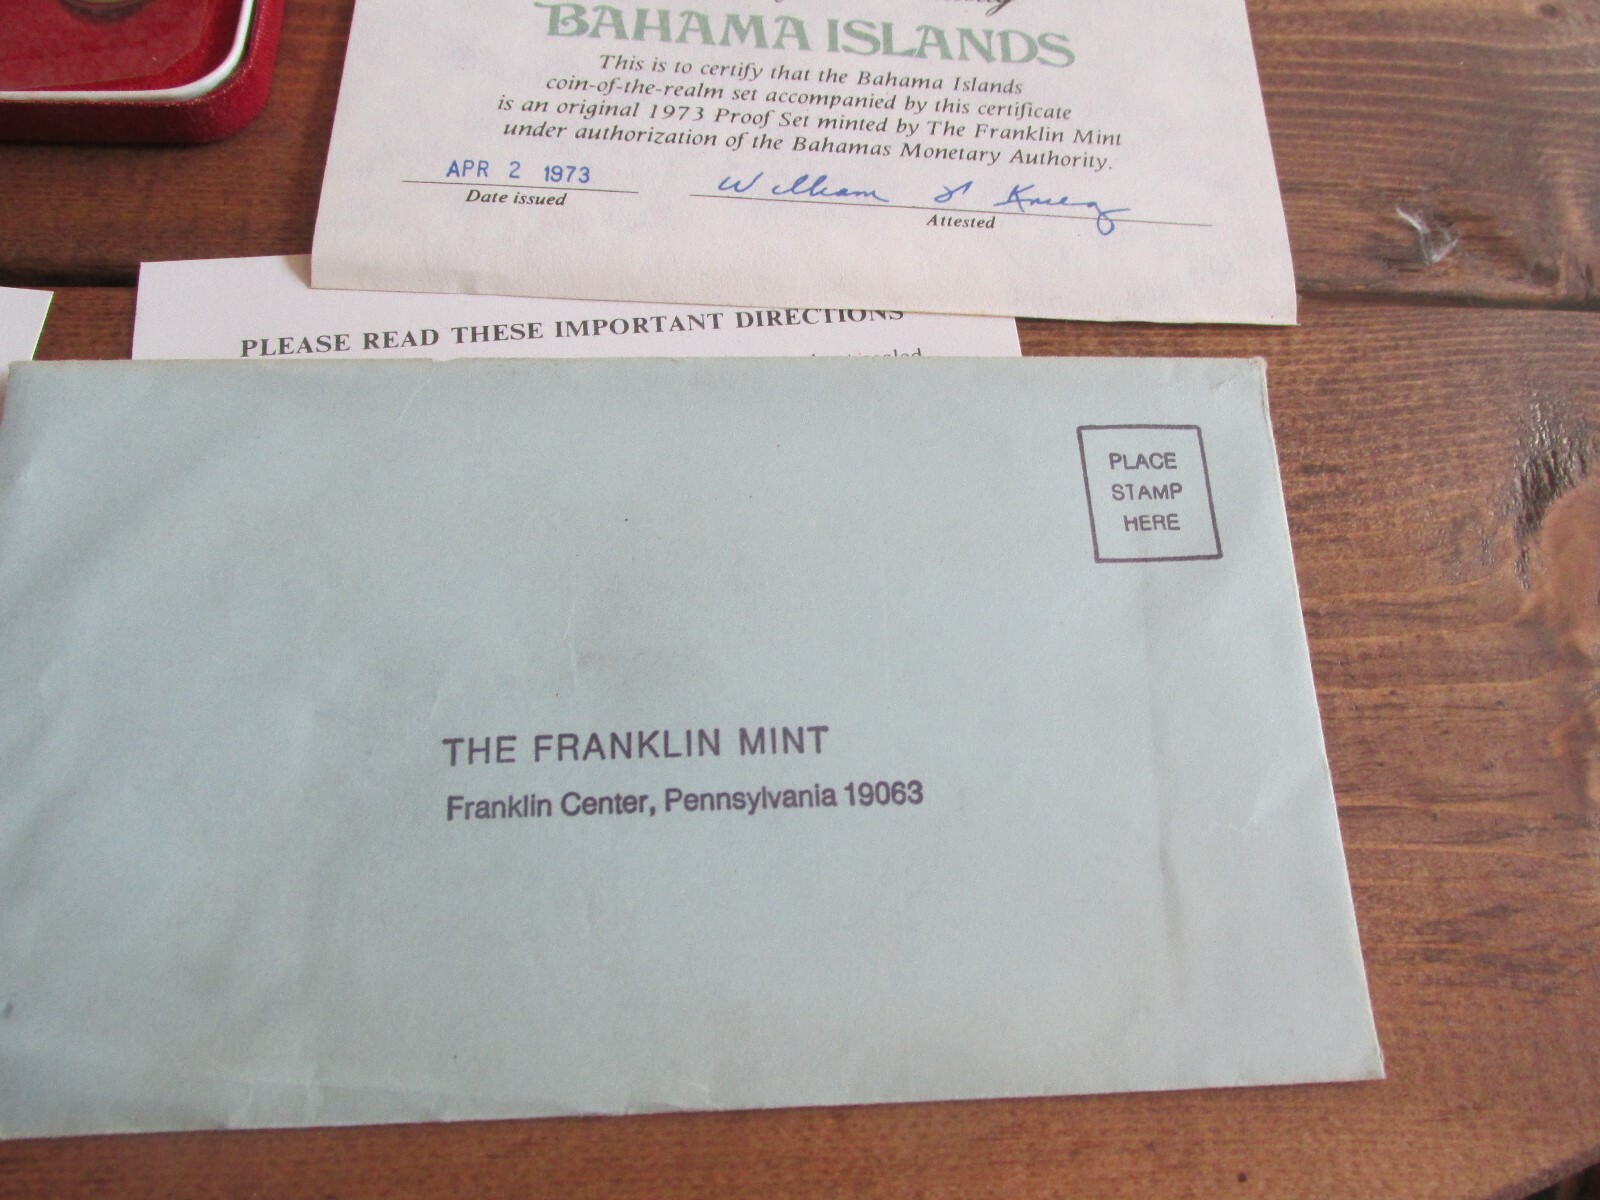 BAHAMA ISLANDS
This is to certify that the Bahama Islands
coin-of-the-realm set accompanied by this certificate
is an original 1973 Proof Set minted by The Franklin Mint
under authorization of the Bahamas Monetary Authority.
APR 2 1973
Date issued
William
Attested
PLEASE READ THESE IMPORTANT DIRECTIONS
PLACE
STAMP
HERE
THE FRANKLIN MINT
Franklin Center, Pennsylvania 19063